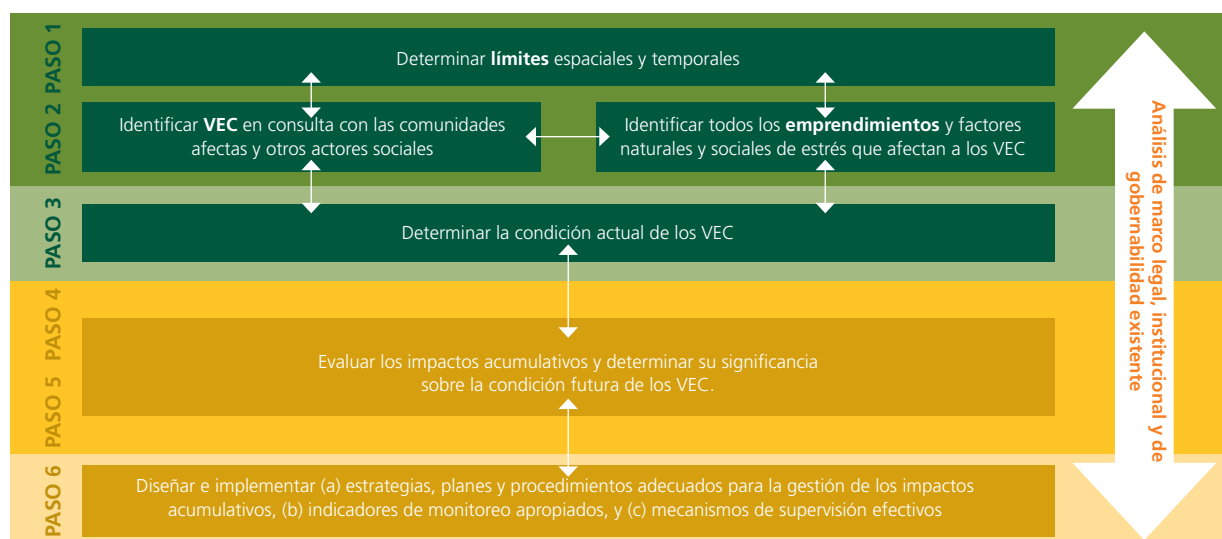 PASO 1
Determinar límites espaciales y temporales
PASO 2
Identificar VEC en consulta con las comunidades
afectas y otros actores sociales
Identificar todos los emprendimientos y factores
naturales y sociales de estrés que afectan a los VEC
PASO 3
Determinar la condición actual de los VEC
PASO 4
PASO 5
Evaluar los impactos acumulativos y determinar su significancia
sobre la condición futura de los VEC.
PASO 6
Diseñar e implementar (a) estrategias, planes y procedimientos adecuados para la gestión de los impactos
acumulativos, (b) indicadores de monitoreo apropiados, y (c) mecanismos de supervisión efectivos
Análisis de marco legal, institucional y de
gobernabilidad existente